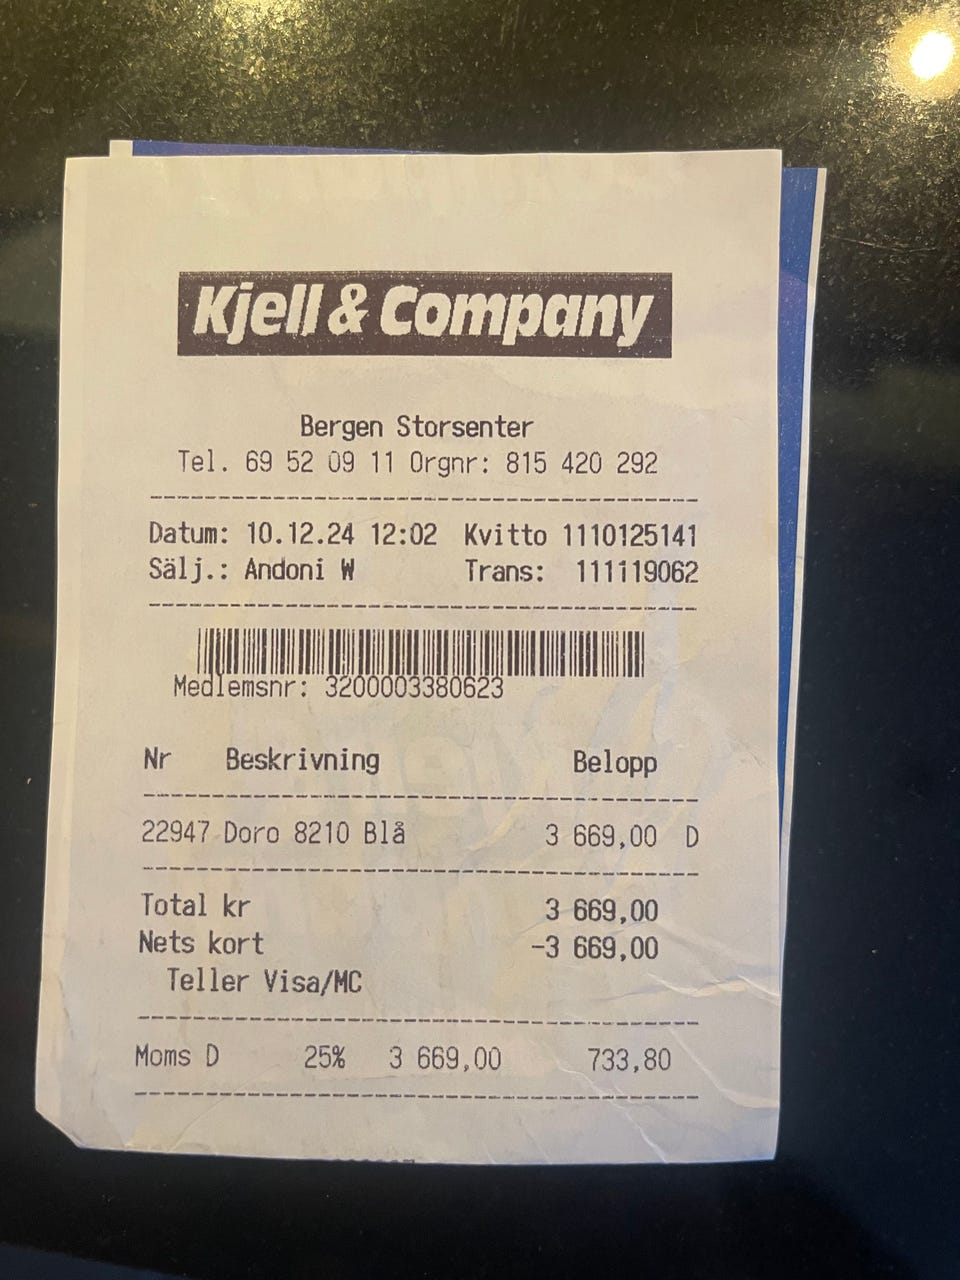 Kjell & Company
Bergen Storsenter
Tel. 69 52 09 11 Orgnr: 815 420 292
Datum: 10.12.24 12:02 Kvitto 1110125141
Sälj.: Andoni W Trans: 111119062
Medlemsnr: 3200003380623
Nr Beskrivning Belopp
22947 Doro 8210 Blå 3 669,00 D
Total kr 3 669,00
Nets kort -3 669,00
Teller Visa/MC
Moms D 25% 3 669,00 733,80